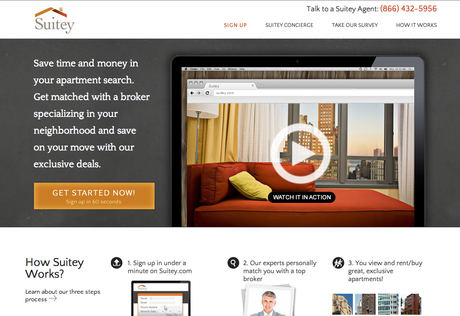 Suitey
Talk to a Suitey Agent: (866) 432-5956
SIGN UP SUITEY CONCIERGE TAKE OUR SURVEY HOW IT WORKS
Save time and money in
your apartment search.
Get matched with a broker
specializing in your
neighborhood and save
on your move with our
exclusive deals.
GET STARTED NOW!
Sign up in 60 seconds
Suitey
suitey.com
WATCH IT IN ACTION
How Suitey
Works?
Learn about our three steps
process
1. Sign up in under a
minute on Suitey.com
2. Our experts personally
match you with a top
broker
3. You view and rent/buy
great, exclusive
apartments!